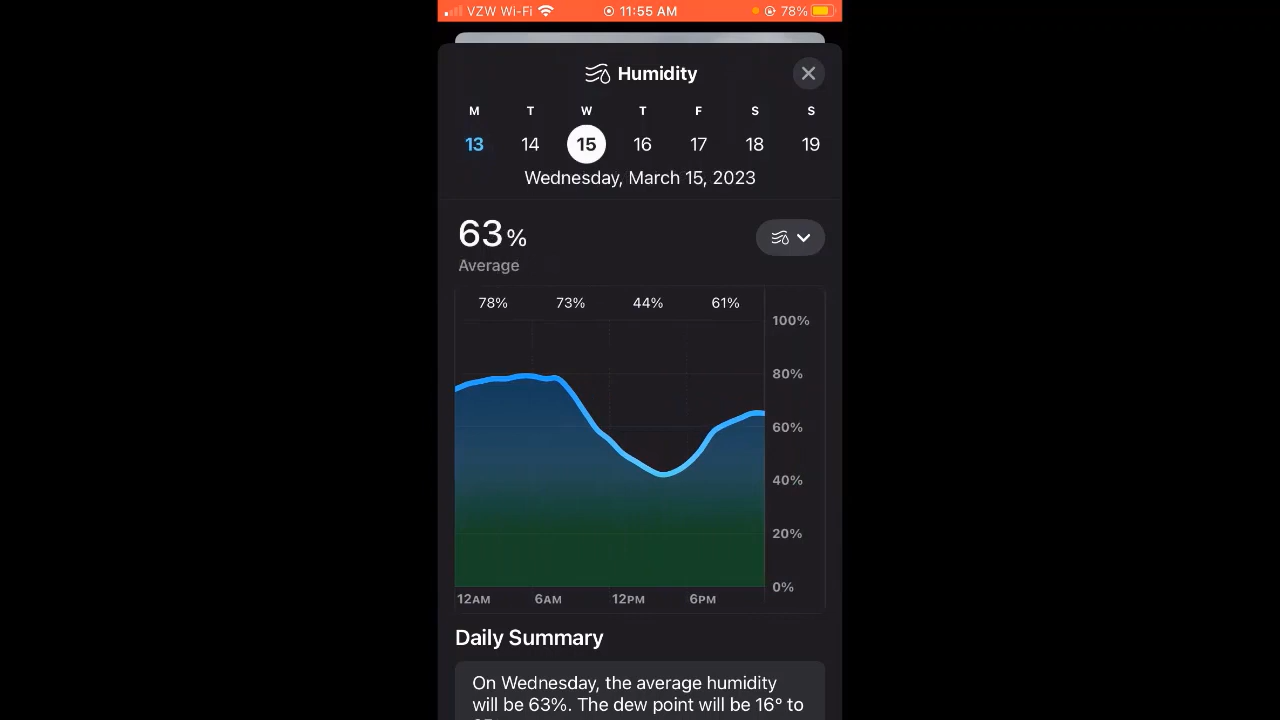 VZW Wi-Fi 11:55 AM 78%
Humidity
M T W T F S S
13 14 15 16 17 18 19
Wednesday, March 15, 2023
63%
Average
78% 73% 44% 61%
100%
80%
60%
40%
20%
0%
12AM 6AM 12PM 6PM
Daily Summary
On Wednesday, the average humidity
will be 63%. The dew point will be 16° to